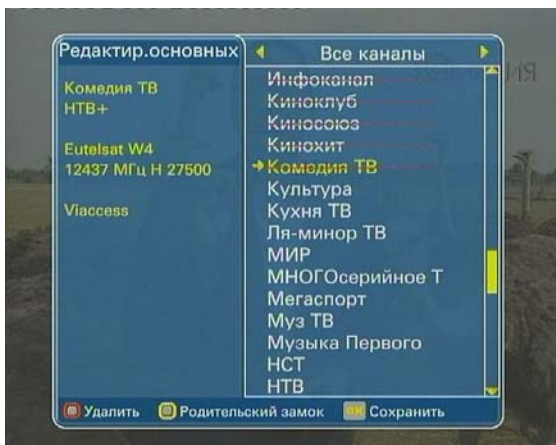 Редактир.основных
Все каналы
Комедия ТВ
НТВ+
Eutelsat W4
12437 МГц H 27500
Viaccess
Инфоканал
Киноклуб
Киносоюз
Кинохит
Комедия ТВ
Культура
Кухня ТВ
Ля-минор ТВ
МИР
МНОГОсерийное Т
Мегаспорт
Муз ТВ
Музыка Первого
НСТ
НТВ
Удалить
Родительский замок
OK Сохранить